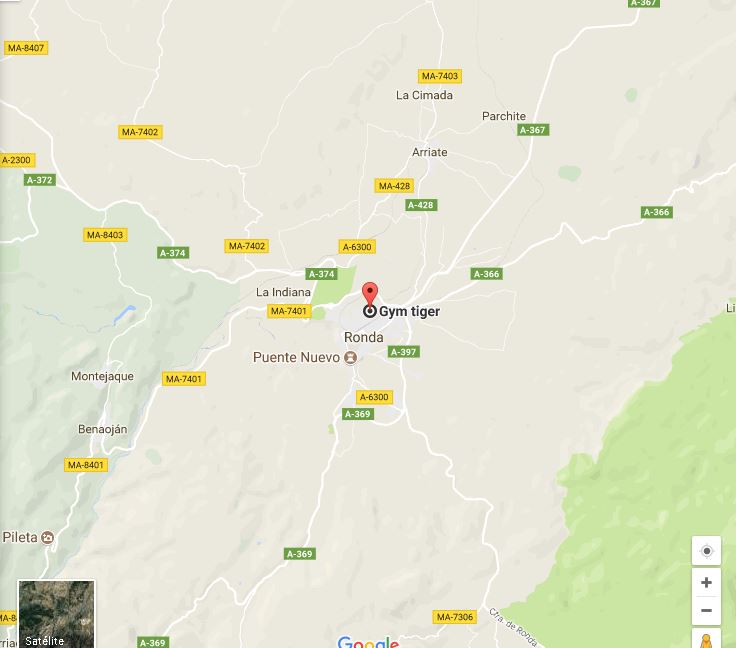 A-367
MA-8407
MA-7403
La Cimada
Parchite
MA-7402
A-367
Arriate
A-2300
A-372
MA-428
A-428
A-366
MA-8403
MA-7402
A-6300
A-374
A-374
A-366
La Indiana
MA-7401
Gym tiger
Ronda
Puente Nuevo
A-397
Montejaque
MA-7401
A-6300
A-369
Benaoján
MA-8401
Pileta
A-369
MA-7306
Ctra. de Ronda
Satélite
A-369
Google